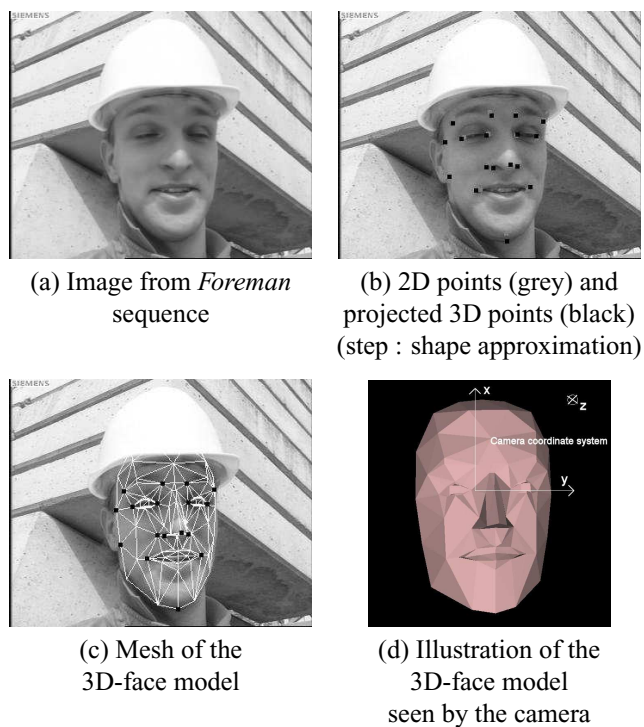 SIEMENS
SIEMENS
(a) Image from Foreman
sequence
(b) 2D points (grey) and
projected 3D points (black)
(step : shape approximation)
SIEMENS
x
z
Camera coordinate system
y
(c) Mesh of the
3D-face model
(d) Illustration of the
3D-face model
seen by the camera